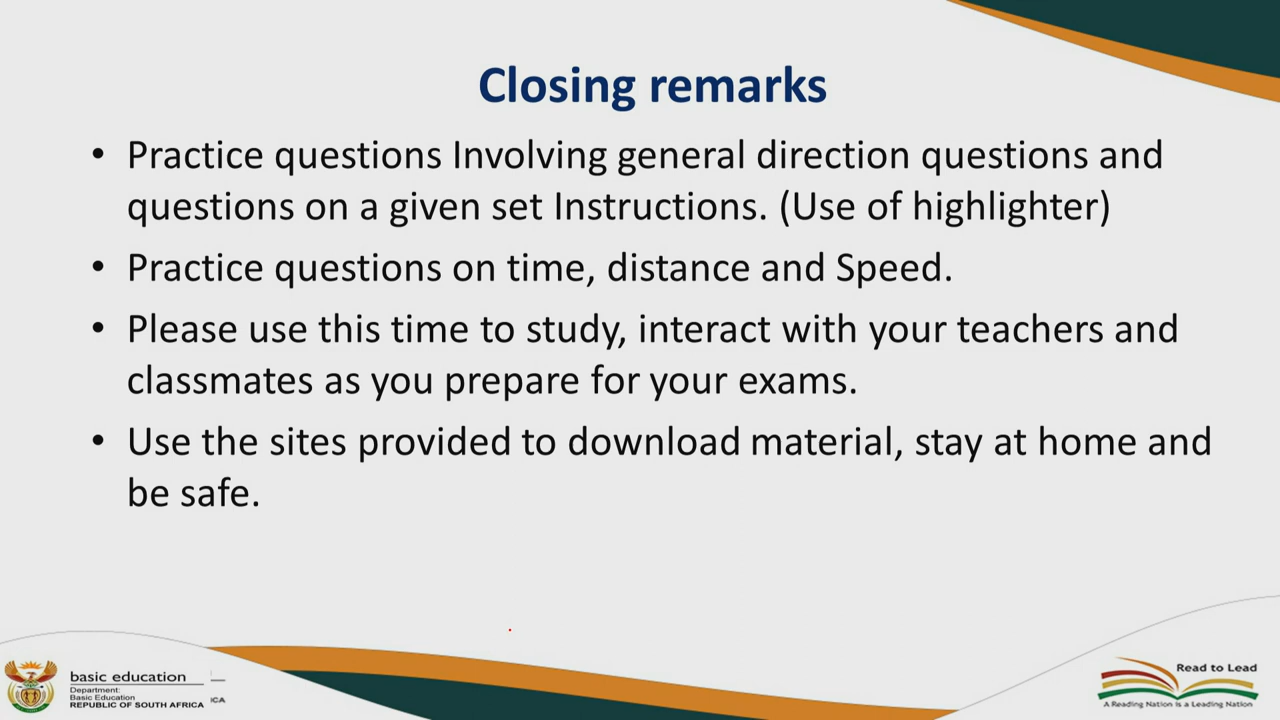 Closing remarks
• Practice questions Involving general direction questions and
questions on a given set Instructions. (Use of highlighter)
• Practice questions on time, distance and Speed.
• Please use this time to study, interact with your teachers and
classmates as you prepare for your exams.
• Use the sites provided to download material, stay at home and
be safe.
basic education
Department:
Basic Education
REPUBLIC OF SOUTH AFRICA
ICA
Read to Lead
A Reading Nation is a Leading Nation